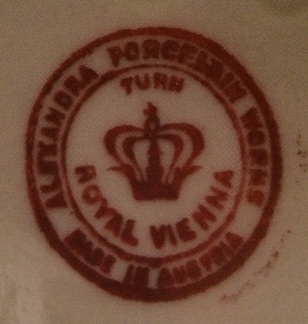 ALEXANDRA PORCELAIN WORKS
TURN
ROYAL VIENNA
MADE IN AUSTRIA